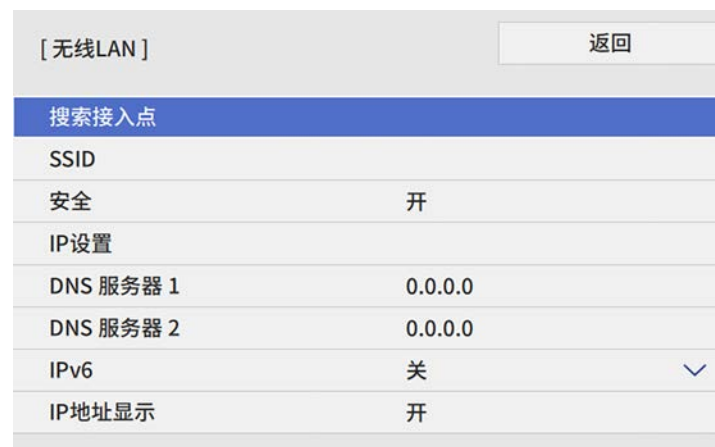 [ 无线LAN ]
返回
搜索接入点
SSID
安全 开
IP设置
DNS 服务器 1 0.0.0.0
DNS 服务器 2 0.0.0.0
IPv6 关
IP地址显示 开